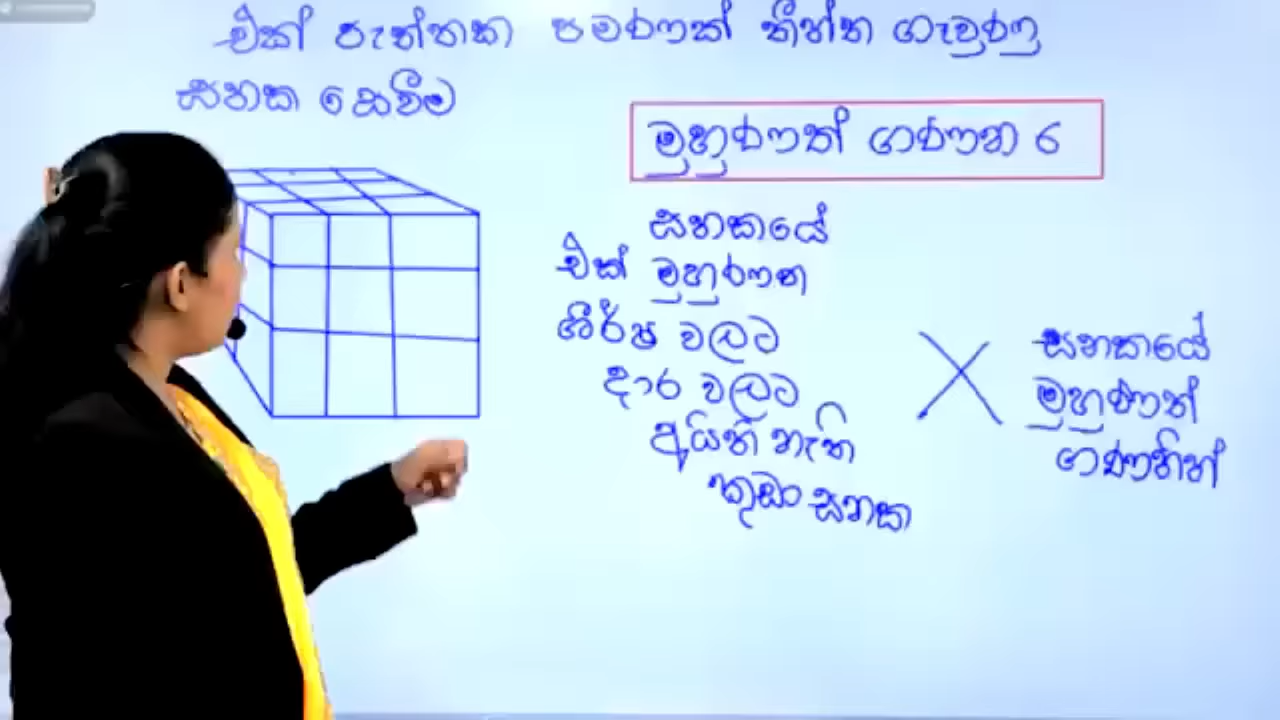 එක් පැත්තක පමණක් තීන්ත ගෑවුණු
ඝනක සෙවීම
මුහුණත් ගණන 6
ඝනකයේ
එක් මුහුණත
ශීර්ෂ වලට
දාර වලට
අයිති නැති
කුඩා ඝනක
×
ඝනකයේ
මුහුණත්
ගණනින්